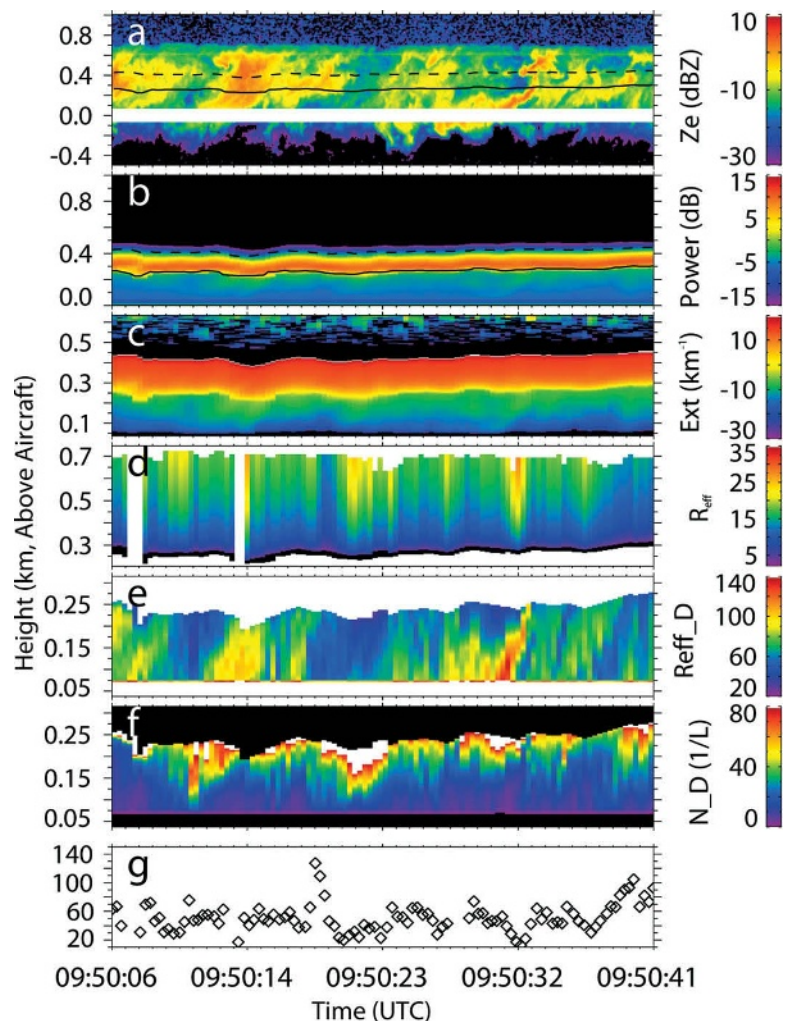 a
0.8
0.4
0.0
-0.4
10
-10
-30
Ze (dBZ)
b
0.8
0.4
0.0
15
5
-5
-15
Power (dB)
c
0.5
0.3
0.1
10
-10
-30
Ext (km⁻¹)
d
0.7
0.5
0.3
35
25
15
5
R_eff
e
0.25
0.15
0.05
140
100
60
20
Reff_D
f
0.25
0.15
0.05
80
40
0
N_D (1/L)
g
140
100
60
20
Height (km, Above Aircraft)
09:50:06 09:50:14 09:50:23 09:50:32 09:50:41
Time (UTC)